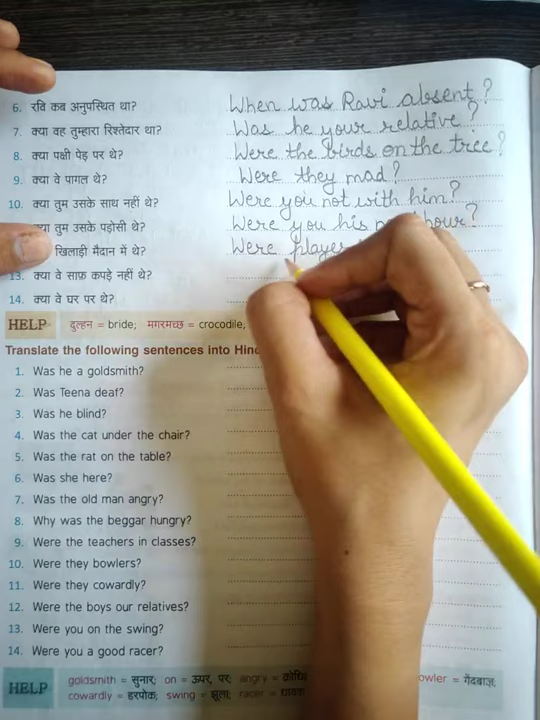 6. रवि कब अनुपस्थित था? When was Ravi absent?
7. क्या वह तुम्हारा रिश्तेदार था? Was he your relative?
8. क्या पक्षी पेड़ पर थे? Were the birds on the tree?
9. क्या वे पागल थे? Were they mad?
10. क्या तुम उसके साथ नहीं थे? Were you not with him?
क्या तुम उसके पड़ोसी थे? Were you his
खिलाड़ी मैदान में थे? Were
13. क्या वे साफ़ कपड़े नहीं थे?
14. क्या वे घर पर थे?
HELP दुल्हन = bride; मगरमच्छ = crocodile;
Translate the following sentences into
1. Was he a goldsmith?
2. Was Teena deaf?
3. Was he blind?
4. Was the cat under the chair?
5. Was the rat on the table?
6. Was she here?
7. Was the old man angry?
8. Why was the beggar hungry?
9. Were the teachers in classes?
10. Were they bowlers?
11. Were they cowardly?
12. Were the boys our relatives?
13. Were you on the swing?
14. Were you a good racer?
HELP goldsmith = सुनार; on = ऊपर, पर; angry = = गेंदबाज़;
cowardly = डरपोक; swing = झूला; racer =